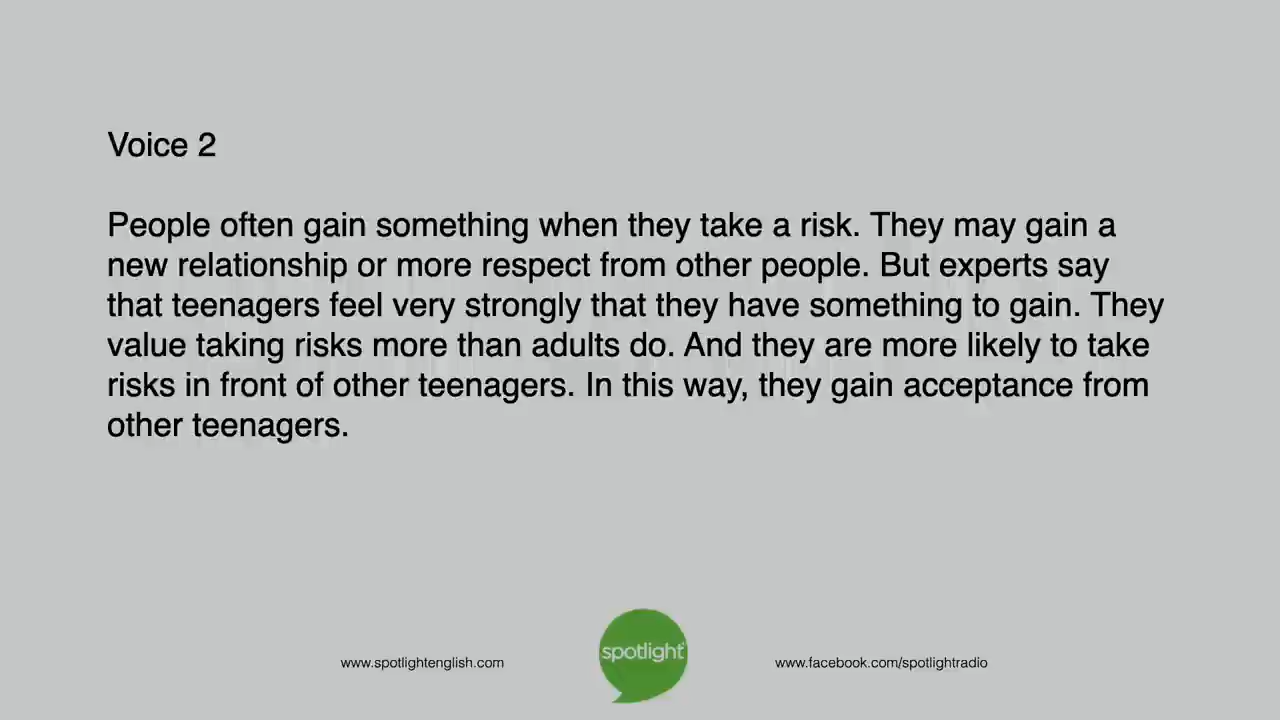 Voice 2
People often gain something when they take a risk. They may gain a
new relationship or more respect from other people. But experts say
that teenagers feel very strongly that they have something to gain. They
value taking risks more than adults do. And they are more likely to take
risks in front of other teenagers. In this way, they gain acceptance from
other teenagers.
www.spotlightenglish.com
spotlight
www.facebook.com/spotlightradio